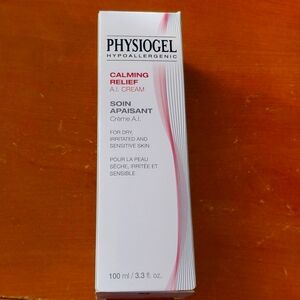 PHYSIOGEL
HYPOALLERGENIC
CALMING
RELIEF
A.I. CREAM
SOIN
APAISANT
Crème A.I.
FOR DRY,
IRRITATED AND
SENSITIVE SKIN
POUR LA PEAU
SÈCHE, IRRITÉE ET
SENSIBLE
100 ml / 3.3 fl. oz.